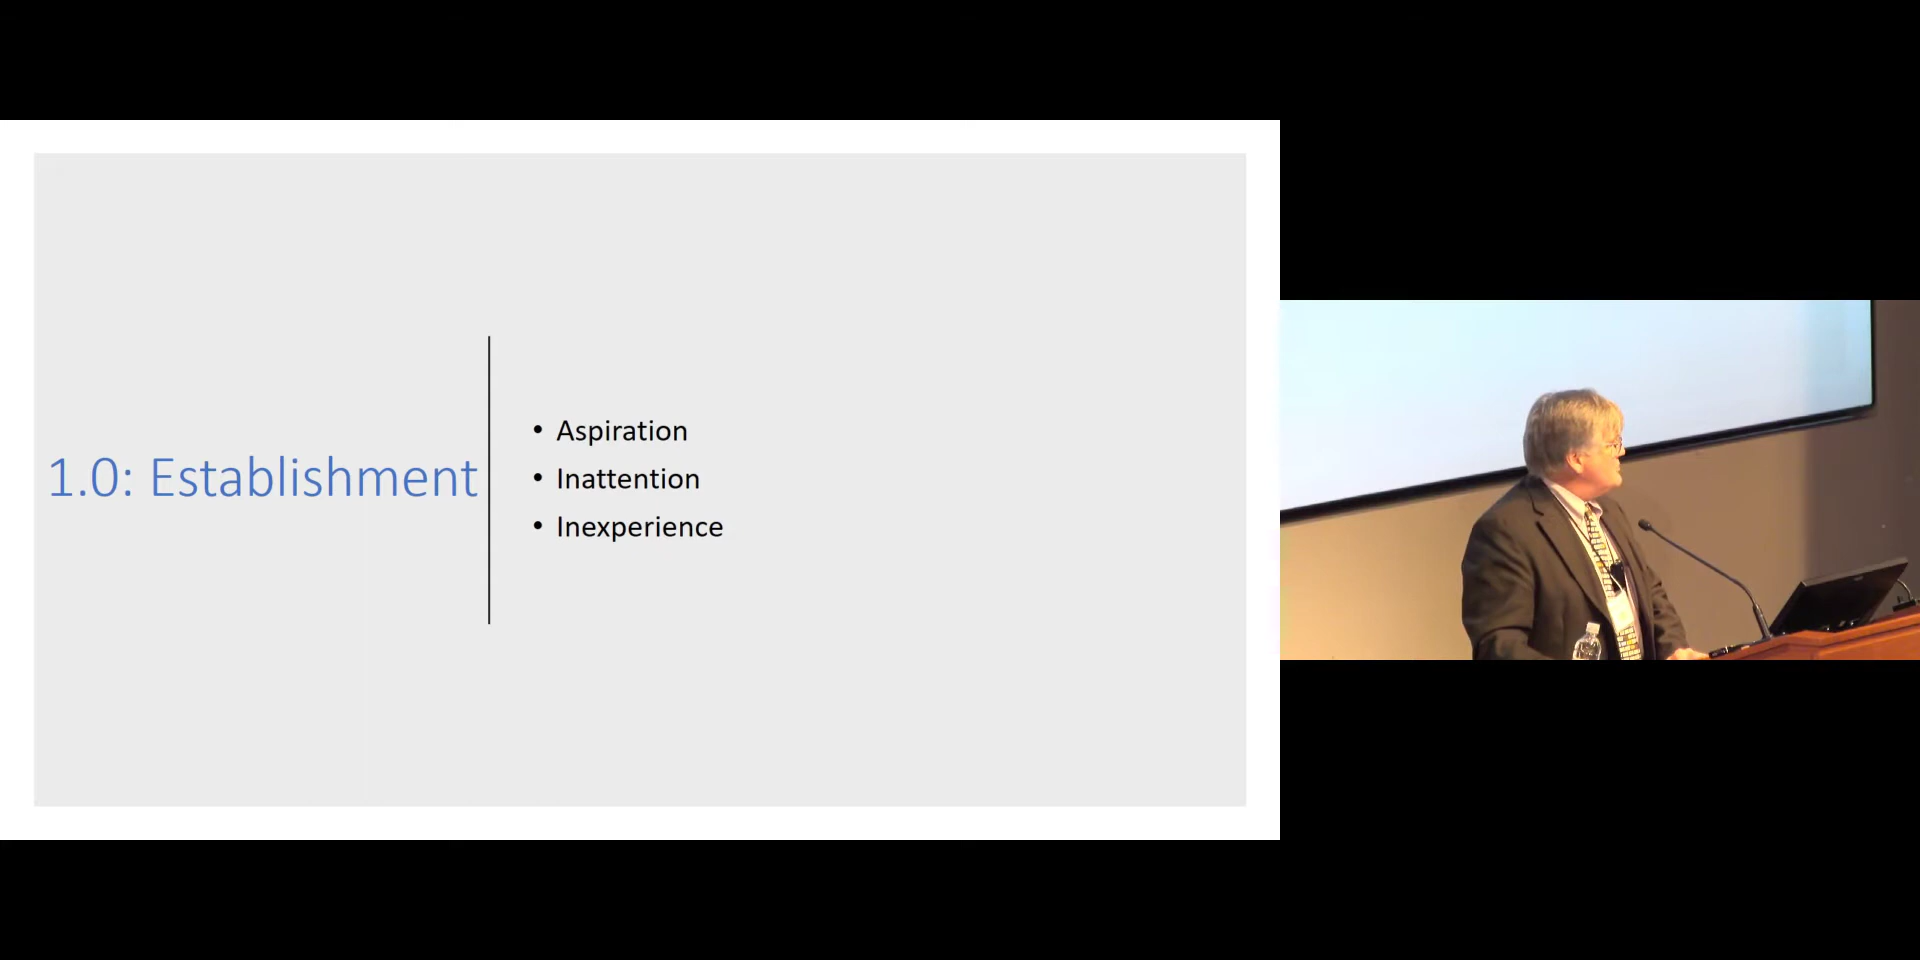 1.0: Establishment
• Aspiration
• Inattention
• Inexperience